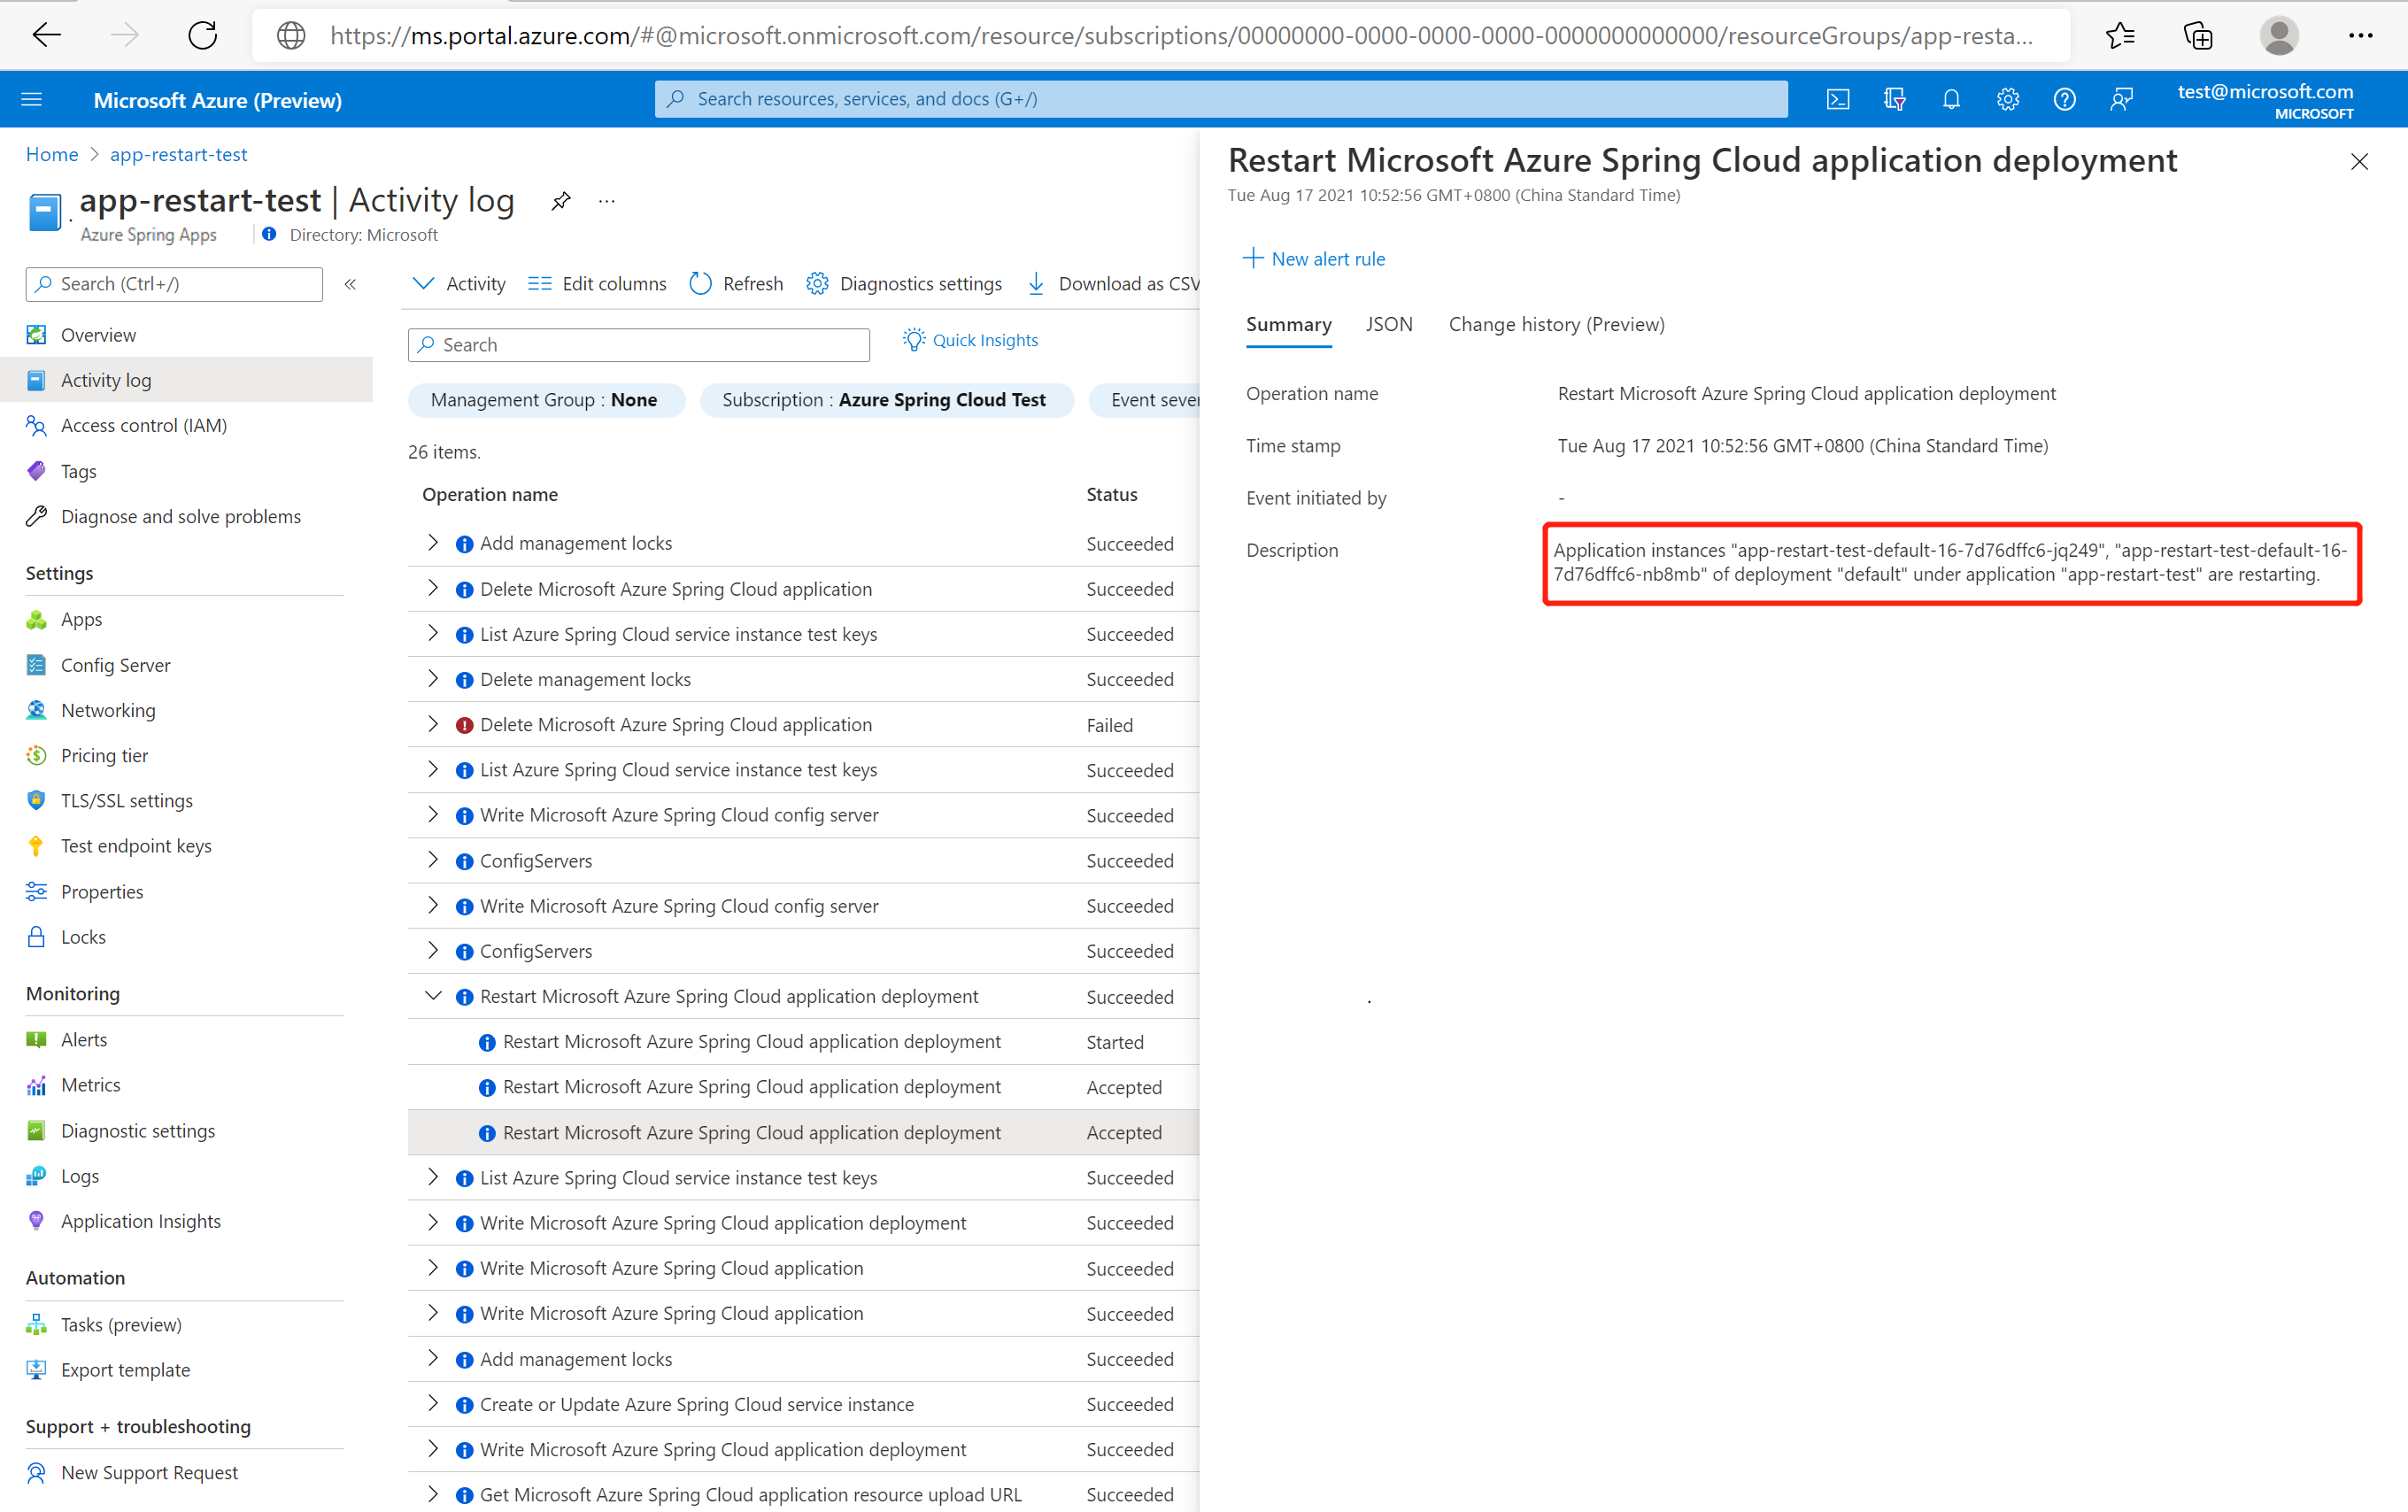 https://ms.portal.azure.com/#@microsoft.onmicrosoft.com/resource/subscriptions/00000000-0000-0000-0000-0000000000000/resourceGroups/app-resta...
Microsoft Azure (Preview)
Search resources, services, and docs (G+/)
test@microsoft.com
MICROSOFT
Home > app-restart-test
app-restart-test | Activity log
Azure Spring Apps
Directory: Microsoft
Search (Ctrl+/)
Overview
Activity log
Access control (IAM)
Tags
Diagnose and solve problems
Settings
Apps
Config Server
Networking
Pricing tier
TLS/SSL settings
Test endpoint keys
Properties
Locks
Monitoring
Alerts
Metrics
Diagnostic settings
Logs
Application Insights
Automation
Tasks (preview)
Export template
Support + troubleshooting
New Support Request
Activity Edit columns Refresh Diagnostics settings Download as CSV
Search
Quick Insights
Management Group : None Subscription : Azure Spring Cloud Test Event sever
26 items.
Operation name Status
Add management locks Succeeded
Delete Microsoft Azure Spring Cloud application Succeeded
List Azure Spring Cloud service instance test keys Succeeded
Delete management locks Succeeded
Delete Microsoft Azure Spring Cloud application Failed
List Azure Spring Cloud service instance test keys Succeeded
Write Microsoft Azure Spring Cloud config server Succeeded
ConfigServers Succeeded
Write Microsoft Azure Spring Cloud config server Succeeded
ConfigServers Succeeded
Restart Microsoft Azure Spring Cloud application deployment Succeeded
Restart Microsoft Azure Spring Cloud application deployment Started
Restart Microsoft Azure Spring Cloud application deployment Accepted
Restart Microsoft Azure Spring Cloud application deployment Accepted
List Azure Spring Cloud service instance test keys Succeeded
Write Microsoft Azure Spring Cloud application deployment Succeeded
Write Microsoft Azure Spring Cloud application Succeeded
Write Microsoft Azure Spring Cloud application Succeeded
Add management locks Succeeded
Create or Update Azure Spring Cloud service instance Succeeded
Write Microsoft Azure Spring Cloud application deployment Succeeded
Get Microsoft Azure Spring Cloud application resource upload URL Succeeded
Restart Microsoft Azure Spring Cloud application deployment
Tue Aug 17 2021 10:52:56 GMT+0800 (China Standard Time)
New alert rule
Summary JSON Change history (Preview)
Operation name Restart Microsoft Azure Spring Cloud application deployment
Time stamp Tue Aug 17 2021 10:52:56 GMT+0800 (China Standard Time)
Event initiated by -
Description Application instances "app-restart-test-default-16-7d76dffc6-jq249", "app-restart-test-default-16-
7d76dffc6-nb8mb" of deployment "default" under application "app-restart-test" are restarting.